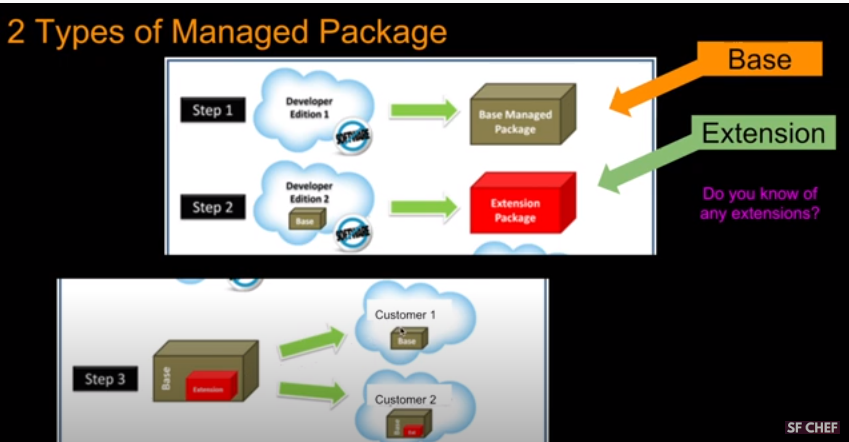 2 Types of Managed Package
Base
Step 1
Developer
Edition 1
SOFTWARE
Base Managed
Package
Extension
Step 2
Developer
Edition 2
Base
SOFTWARE
Extension
Package
Do you know of
any extensions?
Step 3
Base
Extension
Customer 1
Base
Customer 2
Base
Ext
SF CHEF